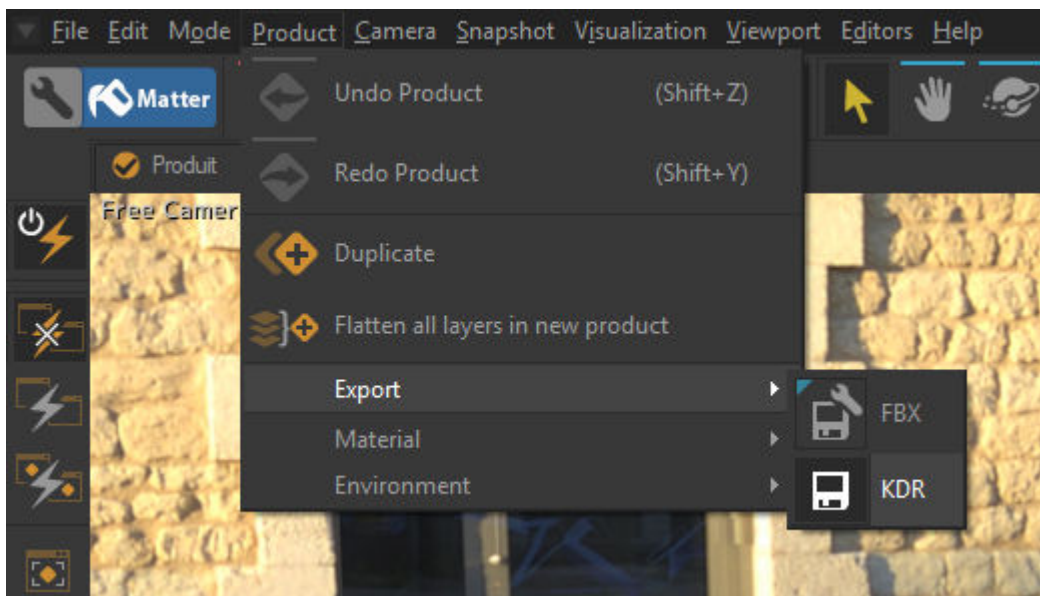 File Edit Mode Product Camera Snapshot Visualization Viewport Editors Help
Matter
Undo Product (Shift+Z)
Redo Product (Shift+Y)
Produit
Free Camer
Duplicate
Flatten all layers in new product
Export
FBX
Material
Environment
KDR